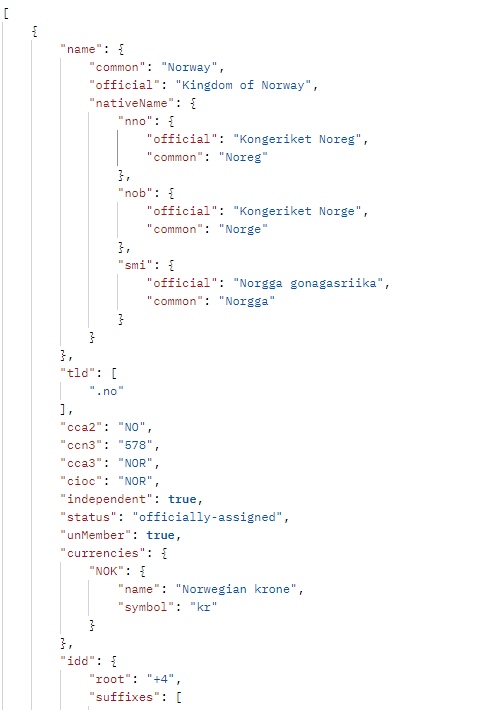 [
{
"name": {
"common": "Norway",
"official": "Kingdom of Norway",
"nativeName": {
"nno": {
"official": "Kongeriket Noreg",
"common": "Noreg"
},
"nob": {
"official": "Kongeriket Norge",
"common": "Norge"
},
"smi": {
"official": "Norgga gonagasriika",
"common": "Norgga"
}
}
},
"tld": [
".no"
],
"cca2": "NO",
"ccn3": "578",
"cca3": "NOR",
"cioc": "NOR",
"independent": true,
"status": "officially-assigned",
"unMember": true,
"currencies": {
"NOK": {
"name": "Norwegian krone",
"symbol": "kr"
}
},
"idd": {
"root": "+4",
"suffixes": [